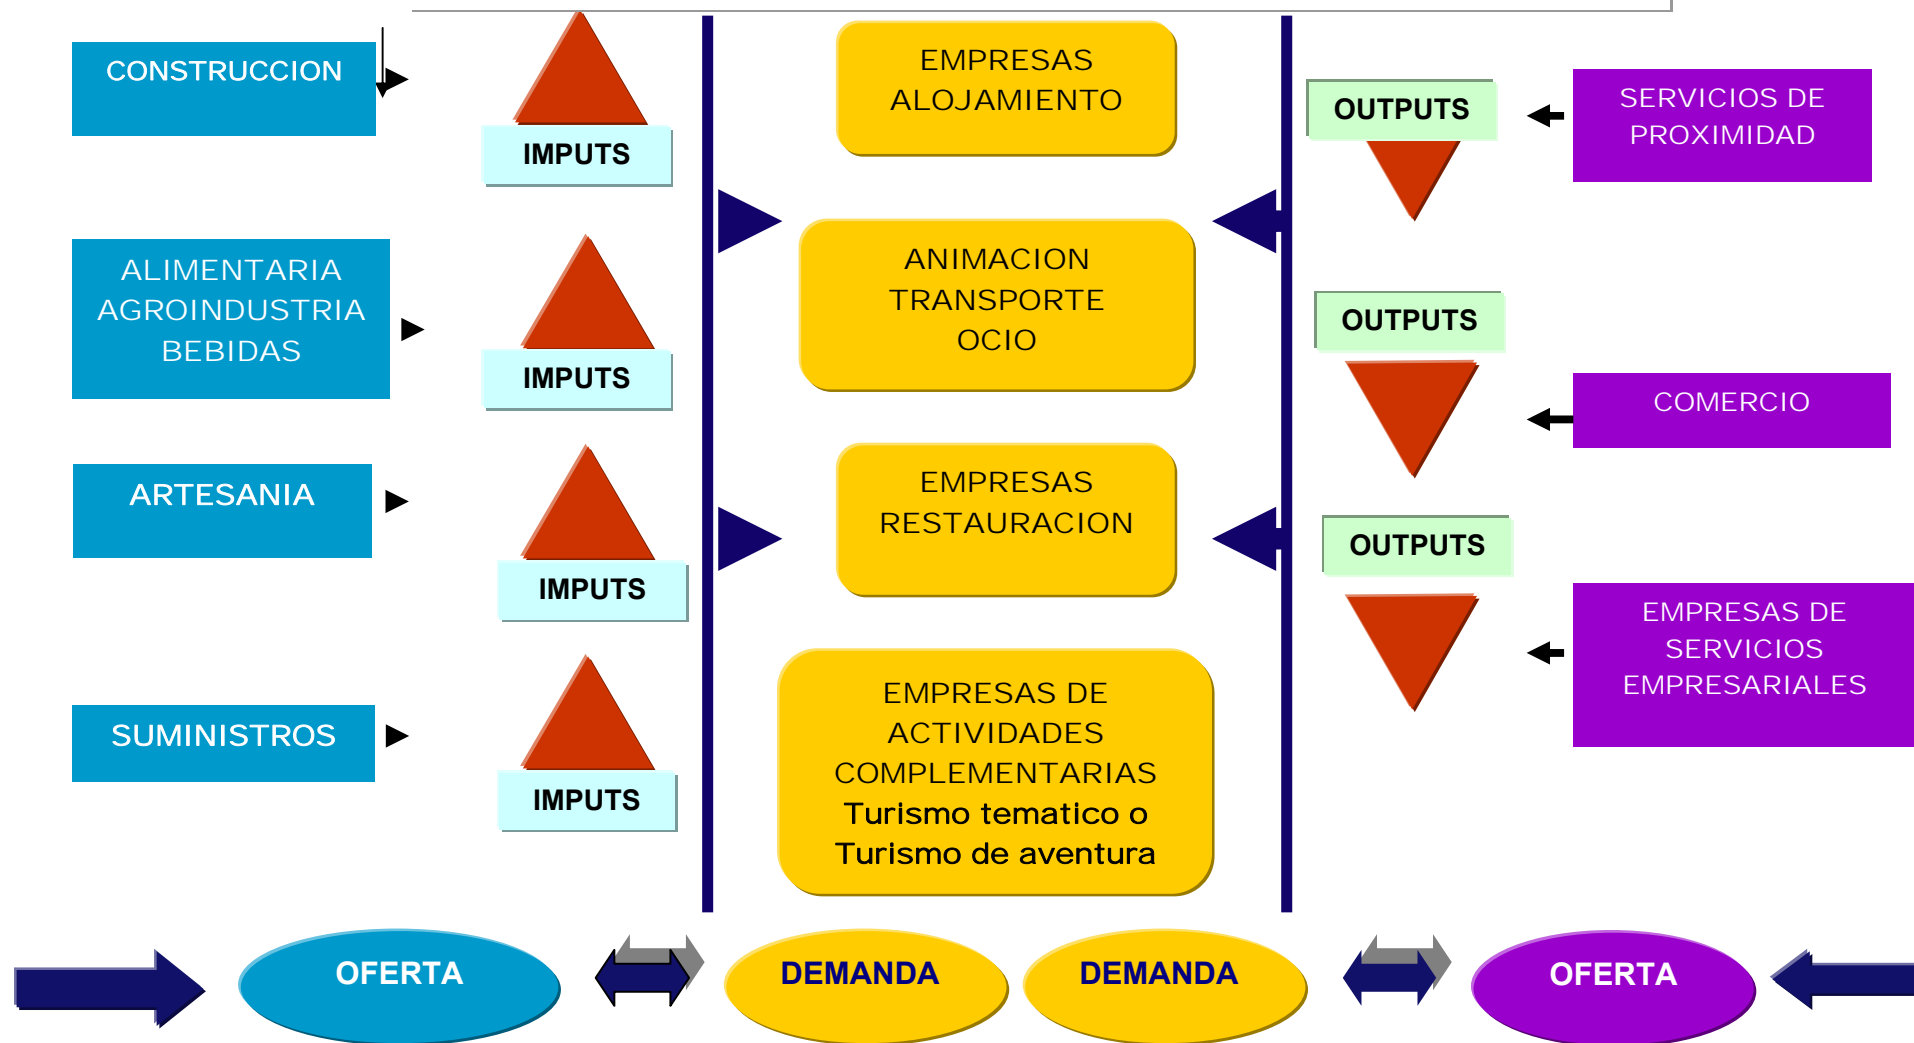 CONSTRUCCION
IMPUTS
ALIMENTARIA
AGROINDUSTRIA
BEBIDAS
IMPUTS
ARTESANIA
IMPUTS
SUMINISTROS
IMPUTS
EMPRESAS
ALOJAMIENTO
ANIMACION
TRANSPORTE
OCIO
EMPRESAS
RESTAURACION
EMPRESAS DE
ACTIVIDADES
COMPLEMENTARIAS
Turismo tematico o
Turismo de aventura
OUTPUTS
SERVICIOS DE
PROXIMIDAD
OUTPUTS
COMERCIO
OUTPUTS
EMPRESAS DE
SERVICIOS
EMPRESARIALES
OFERTA
DEMANDA
DEMANDA
OFERTA